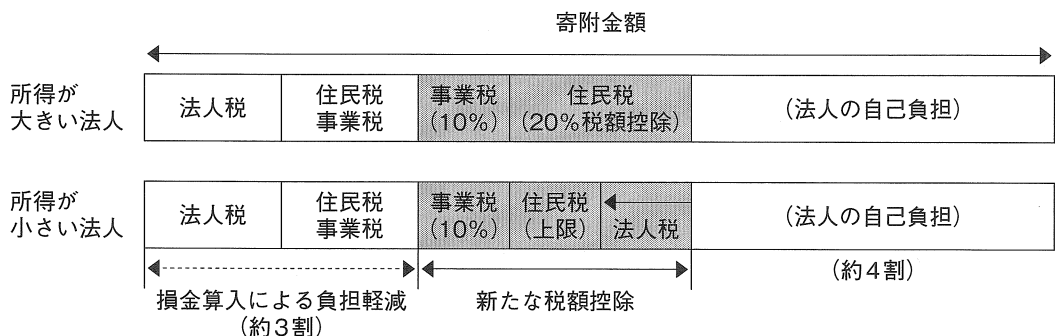 寄附金額
所得が
大きい法人
法人税
住民税
事業税
事業税
(10%)
住民税
(20%税額控除)
(法人の自己負担)
所得が
小さい法人
法人税
住民税
事業税
事業税
(10%)
住民税
(上限)
法人税
(法人の自己負担)
損金算入による負担軽減
(約3割)
新たな税額控除
(約4割)